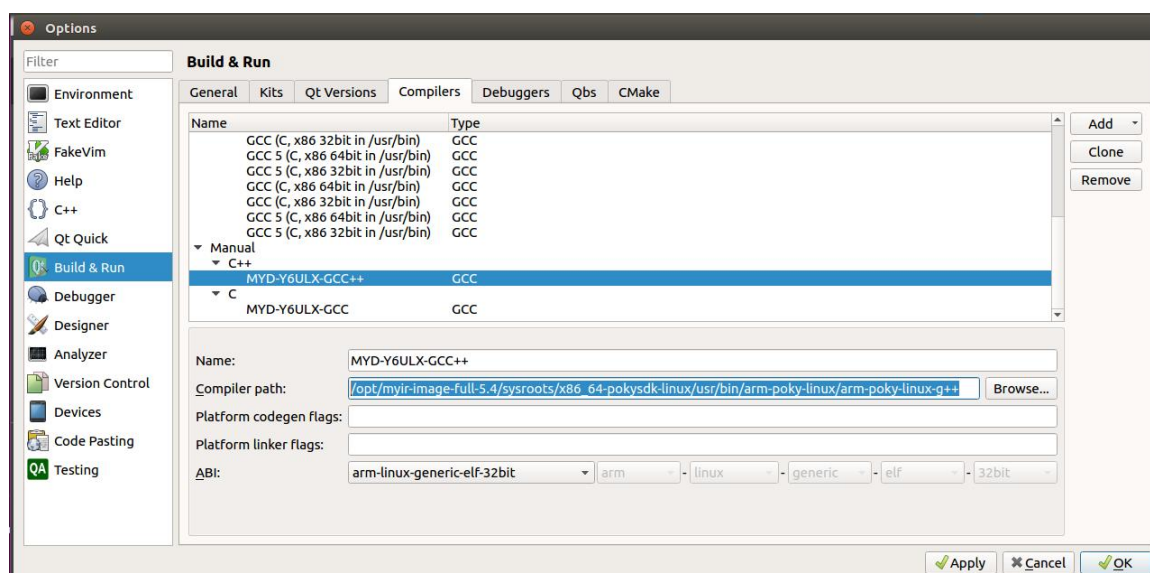 Options
Filter
Environment
Text Editor
FakeVim
Help
C++
Qt Quick
Build & Run
Debugger
Designer
Analyzer
Version Control
Devices
Code Pasting
Testing
Build & Run
General Kits Qt Versions Compilers Debuggers Qbs CMake
Name Type
GCC (C, x86 32bit in /usr/bin) GCC
GCC 5 (C, x86 64bit in /usr/bin) GCC
GCC 5 (C, x86 32bit in /usr/bin) GCC
GCC (C, x86 64bit in /usr/bin) GCC
GCC (C, x86 32bit in /usr/bin) GCC
GCC 5 (C, x86 64bit in /usr/bin) GCC
GCC 5 (C, x86 32bit in /usr/bin) GCC
Manual
C++
MYD-Y6ULX-GCC++ GCC
C
MYD-Y6ULX-GCC GCC
Add
Clone
Remove
Name: MYD-Y6ULX-GCC++
Compiler path: /opt/myir-image-full-5.4/sysroots/x86_64-pokysdk-linux/usr/bin/arm-poky-linux/arm-poky-linux-g++ Browse...
Platform codegen flags:
Platform linker flags:
ABI: arm-linux-generic-elf-32bit arm - linux - generic - elf - 32bit
Apply Cancel OK